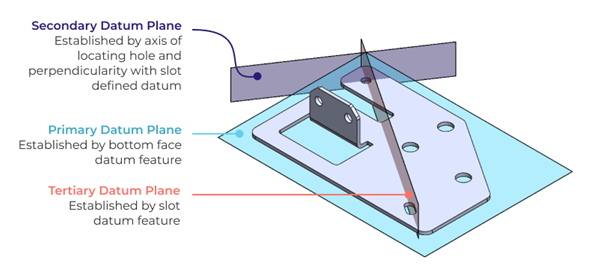 Secondary Datum Plane
Established by axis of
locating hole and
perpendicularity with slot
defined datum
Primary Datum Plane
Established by bottom face
datum feature
Tertiary Datum Plane
Established by slot
datum feature